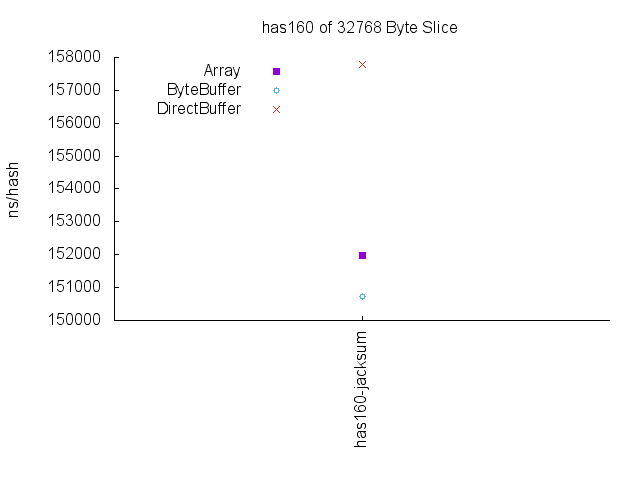 has160 of 32768 Byte Slice
158000
157000
156000
155000
154000
153000
152000
151000
150000
ns/hash
Array
ByteBuffer
DirectBuffer
has160-jacksum